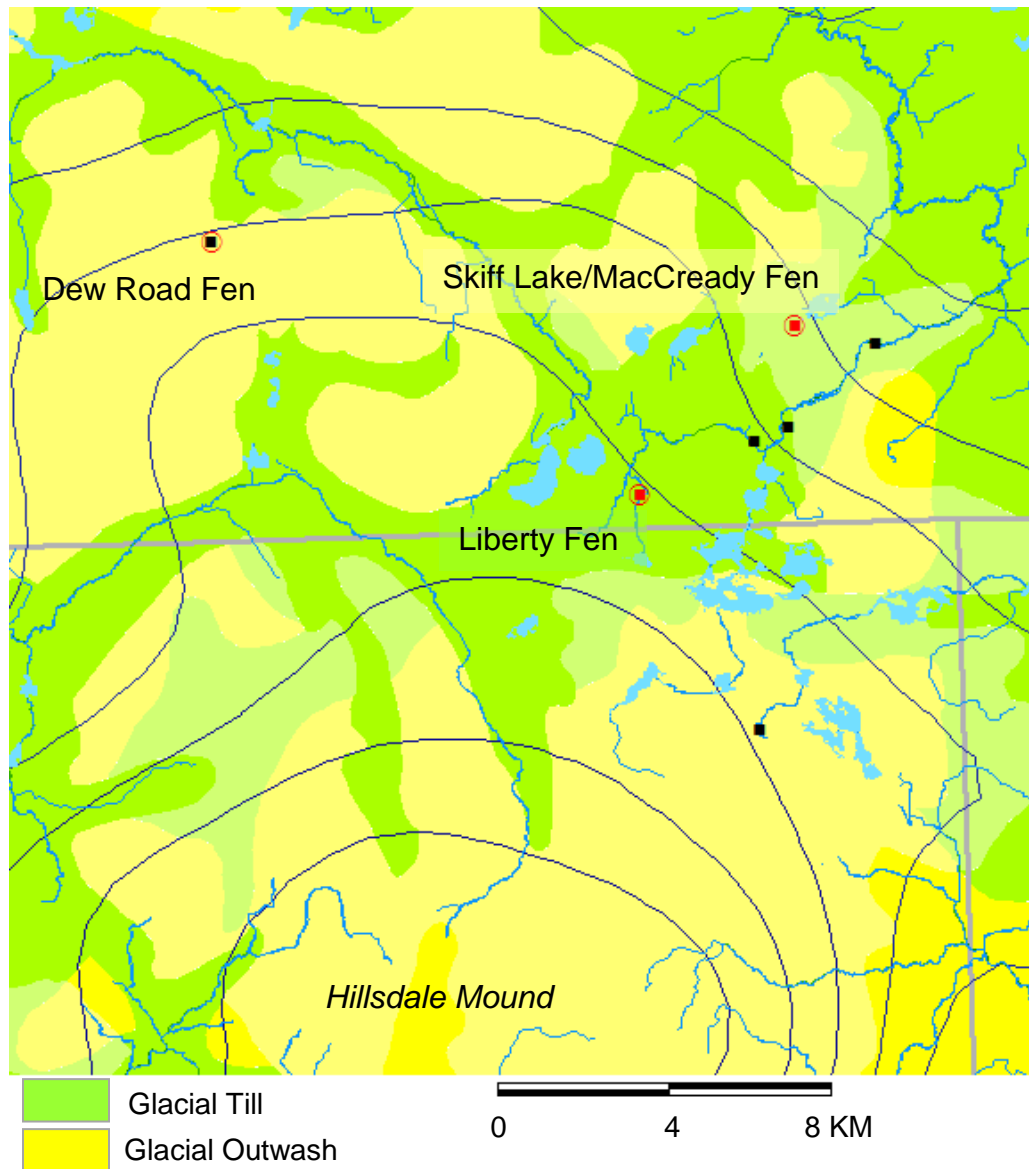 Skiff Lake/MacCready Fen
Dew Road Fen
Liberty Fen
Hillsdale Mound
Glacial Till
0 4 8 KM
Glacial Outwash